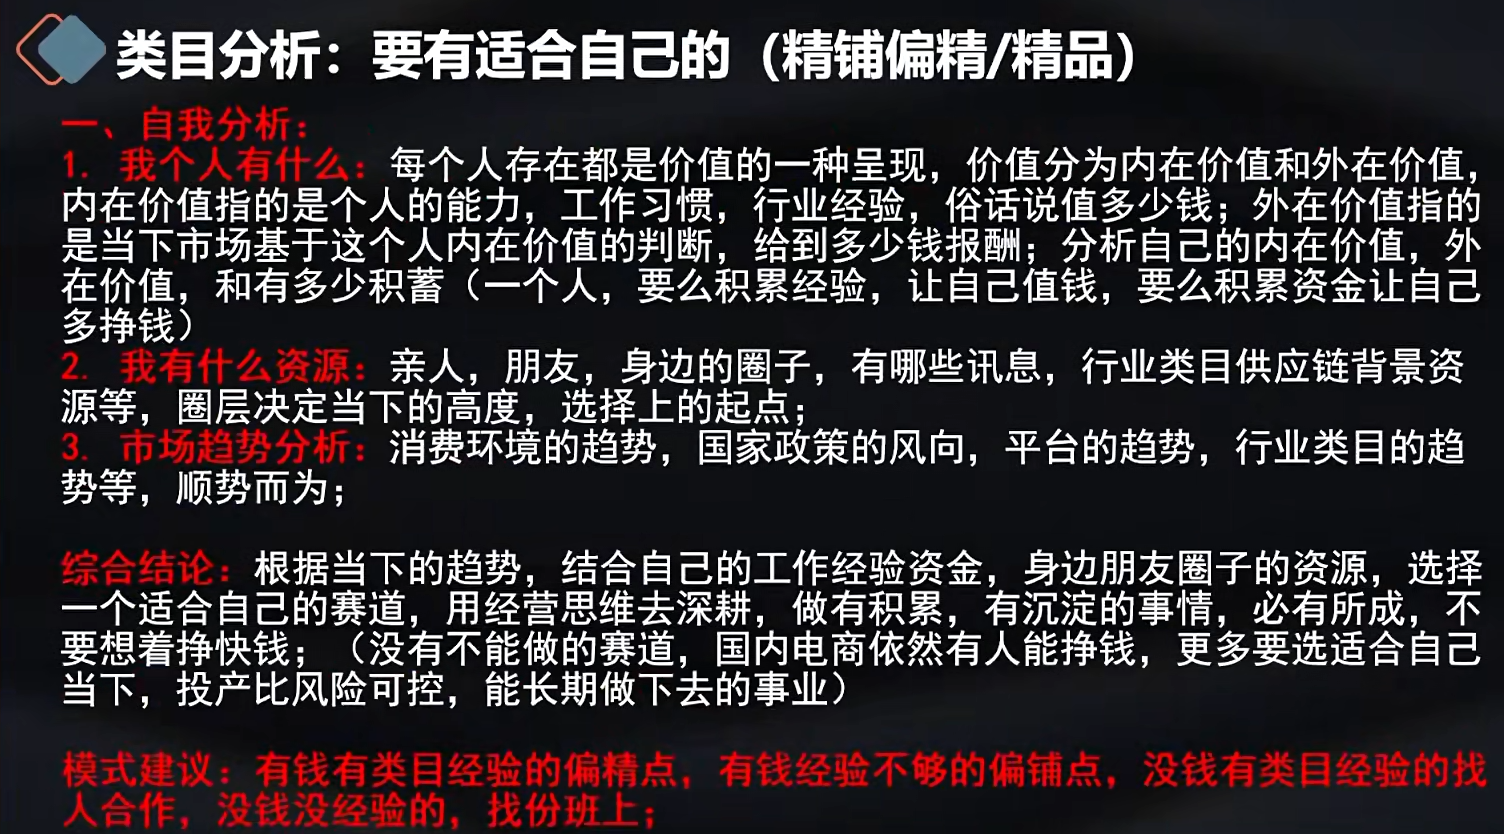 类目分析：要有适合自己的（精铺偏精/精品）
一、自我分析：
1. 我个人有什么：每个人存在都是价值的一种呈现，价值分为内在价值和外在价值，
内在价值指的是个人的能力，工作习惯，行业经验，俗话说值多少钱；外在价值指的
是当下市场基于这个人内在价值的判断，给到多少钱报酬；分析自己的内在价值，外
在价值，和有多少积蓄（一个人，要么积累经验，让自己值钱，要么积累资金让自己
多挣钱）
2. 我有什么资源：亲人，朋友，身边的圈子，有哪些讯息，行业类目供应链背景资
源等，圈层决定当下的高度，选择上的起点；
3. 市场趋势分析：消费环境的趋势，国家政策的风向，平台的趋势，行业类目的趋
势等，顺势而为；
综合结论：根据当下的趋势，结合自己的工作经验资金，身边朋友圈子的资源，选择
一个适合自己的赛道，用经营思维去深耕，做有积累，有沉淀的事情，必有所成，不
要想着挣快钱；（没有不能做的赛道，国内电商依然有人能挣钱，更多要选适合自己
当下，投产比风险可控，能长期做下去的事业）
模式建议：有钱有类目经验的偏精点，有钱经验不够的偏铺点，没钱有类目经验的找
人合作，没钱没经验的，找份班上；